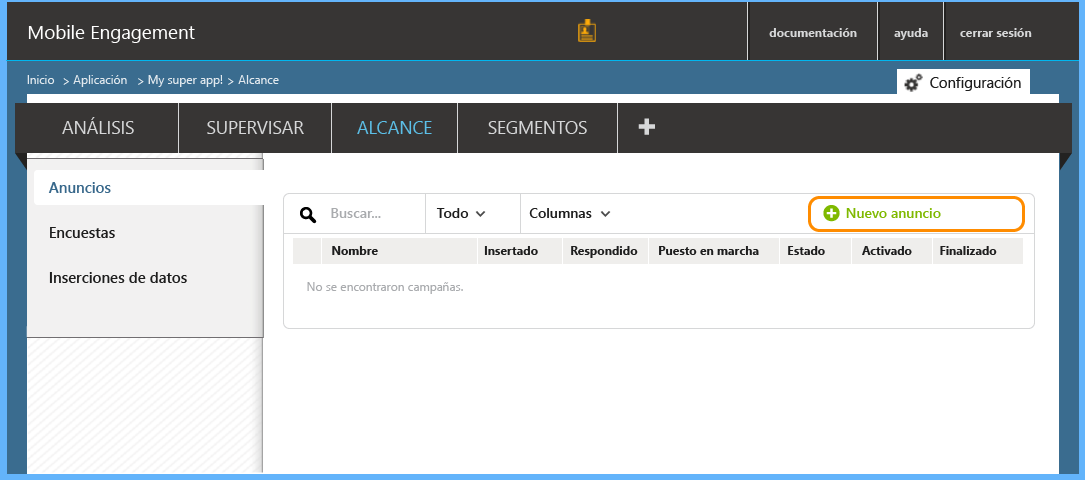 Mobile Engagement
documentación
ayuda
cerrar sesión
Inicio > Aplicación > My super app! > Alcance
Configuración
ANÁLISIS
SUPERVISAR
ALCANCE
SEGMENTOS
Anuncios
Encuestas
Inserciones de datos
Buscar...
Todo
Columnas
Nuevo anuncio
Nombre Insertado Respondido Puesto en marcha Estado Activado Finalizado
No se encontraron campañas.